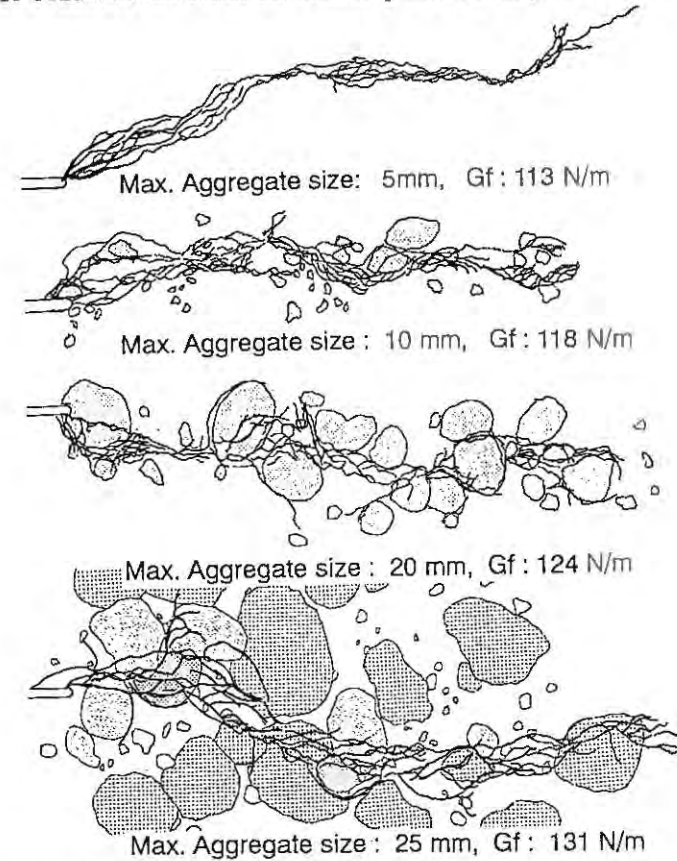 Max. Aggregate size: 5mm, Gf : 113 N/m
Max. Aggregate size : 10 mm, Gf : 118 N/m
Max. Aggregate size : 20 mm, Gf : 124 N/m
Max. Aggregate size : 25 mm, Gf : 131 N/m